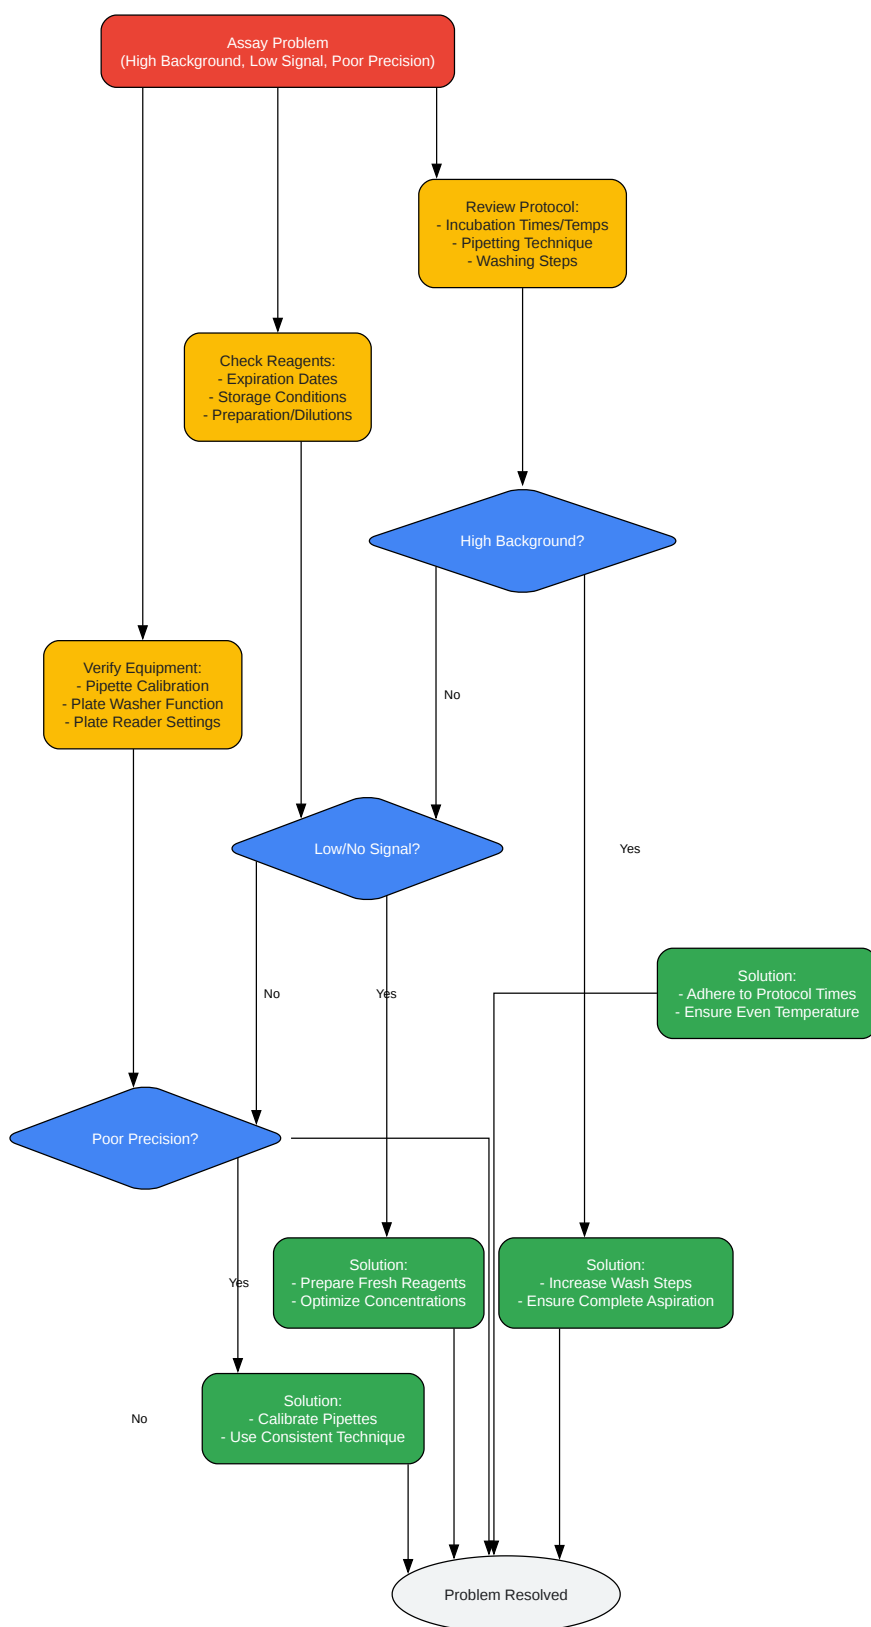 Assay Problem
(High Background, Low Signal, Poor Precision)
Review Protocol:
- Incubation Times/Temps
- Pipetting Technique
- Washing Steps
Check Reagents:
- Expiration Dates
- Storage Conditions
- Preparation/Dilutions
High Background?
Verify Equipment:
- Pipette Calibration
- Plate Washer Function
- Plate Reader Settings
No
Low/No Signal?
Yes
Solution:
- Adhere to Protocol Times
- Ensure Even Temperature
No
Yes
Poor Precision?
Solution:
- Prepare Fresh Reagents
- Optimize Concentrations
Solution:
- Increase Wash Steps
- Ensure Complete Aspiration
Yes
Solution:
- Calibrate Pipettes
- Use Consistent Technique
No
Problem Resolved